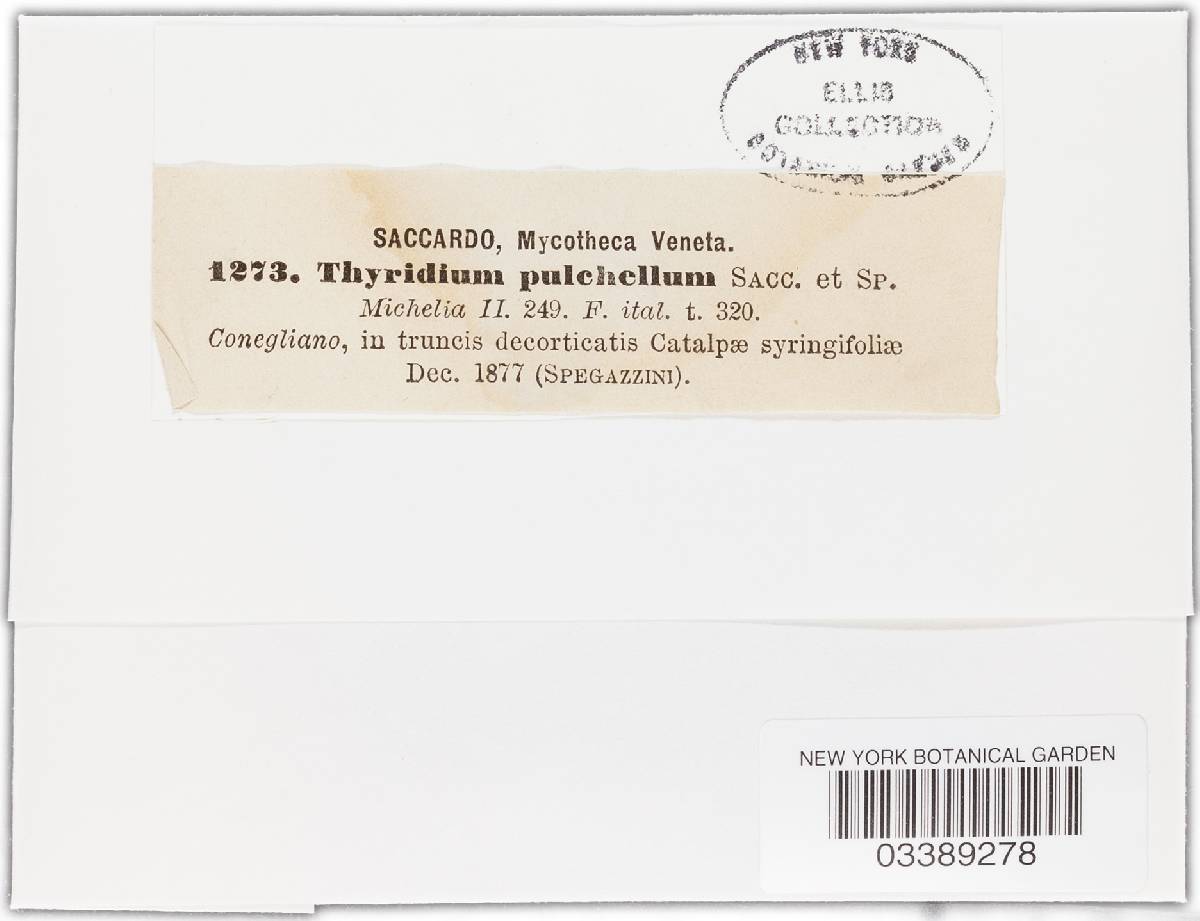 NEW YORK
ELLIS
COLLECTION
SACCARDO, Mycotheca Veneta.
1273. Thyridium pulchellum SACC. et SP.
Michelia II. 249. F. ital. t. 320.
Conegliano, in truncis decorticatis Catalpæ syringifoliæ
Dec. 1877 (SPEGAZZINI).
NEW YORK BOTANICAL GARDEN
03389278